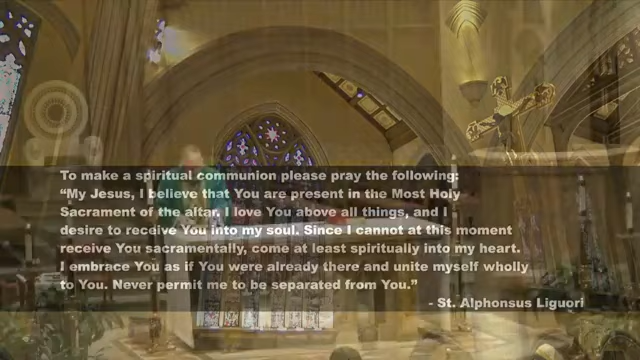 To make a spiritual communion please pray the following:
“My Jesus, I believe that You are present in the Most Holy
Sacrament of the altar. I love You above all things, and I
desire to receive You into my soul. Since I cannot at this moment
receive You sacramentally, come at least spiritually into my heart.
I embrace You as if You were already there and unite myself wholly
to You. Never permit me to be separated from You.”
- St. Alphonsus Liguori